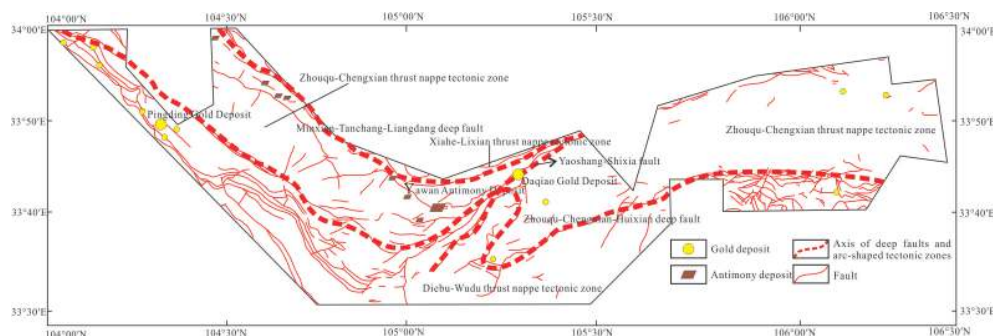 104°00′E 104°30′E 105°00′E 105°30′E 106°00′E 106°30′E
34°00′E 34°00′E
Zhouqu-Chengxian thrust nappe tectonic zone
33°50′E 33°50′E
Pingding Gold Deposit
Minxian-Tanchang-Liangdang deep fault
Zhouqu-Chengxian thrust nappe tectonic zone
Xiahe-Lixian thrust nappe tectonic zone
Yaoshang-Shixia fault
Daqiao Gold Deposit
Yawan Antimony Deposit
33°40′E 33°40′E
Zhouqu-Chengxian-Huixian deep fault
Gold deposit
Axis of deep faults and
arc-shaped tectonic zones
Antimony deposit
Fault
Diebu-Wudu thrust nappe tectonic zone
33°30′E 33°30′E
104°00′E 104°30′E 105°00′E 105°30′E 106°00′E 106°30′E